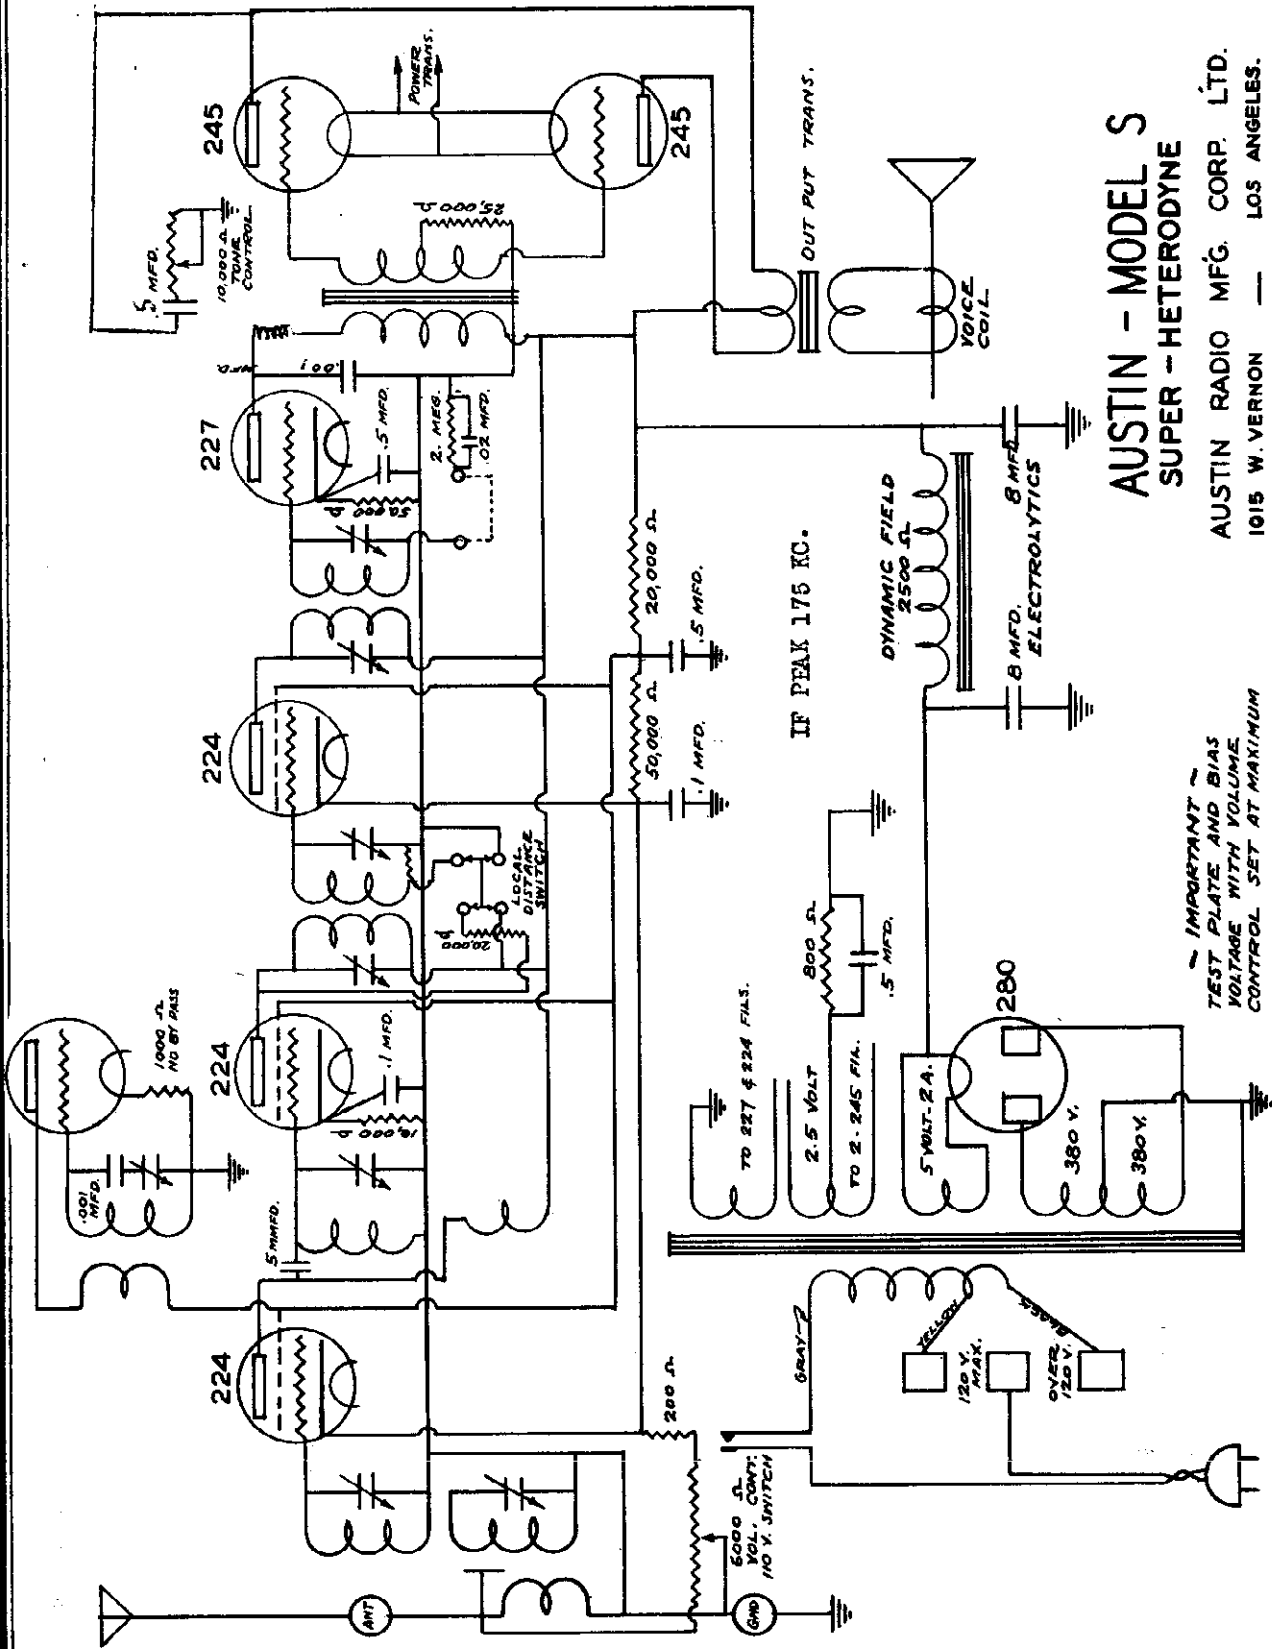 245
POWER
TRANS.
245
.5 MFD.
10,000 Ω
TONE
CONTROL
25,000 Ω
OUT PUT TRANS.
VOICE
COIL
.001
MFD.
227
.5 MFD.
50,000 Ω
2. MEG.
.02 MFD.
20,000 Ω
.5 MFD.
50,000 Ω
.1 MFD.
IF PEAK 175 KC.
DYNAMIC FIELD
2500 Ω
8 MFD.
8 MFD.
ELECTROLYTICS
224
LOCAL
DISTANCE
SWITCH
20,000
1000 Ω
NO BY PASS
224
.1 MFD.
10,000 Ω
.001
MFD.
5 MMFD.
224
200 Ω
6000 Ω
VOL. CONT.
110 V. SWITCH
ANT
GND
TO 227 & 224 FILS.
2.5 VOLT
TO 2-245 FIL.
800 Ω
.5 MFD.
5 VOLT-2A.
280
380 V.
380 V.
GRAY
YELLOW
BLACK
120 V.
MAX.
OVER
120 V.
~ IMPORTANT ~
TEST PLATE AND BIAS
VOLTAGE WITH VOLUME
CONTROL SET AT MAXIMUM
AUSTIN - MODEL S
SUPER-HETERODYNE
AUSTIN RADIO M'F'G. CORP. L'T'D.
1015 W. VERNON — LOS ANGELES.